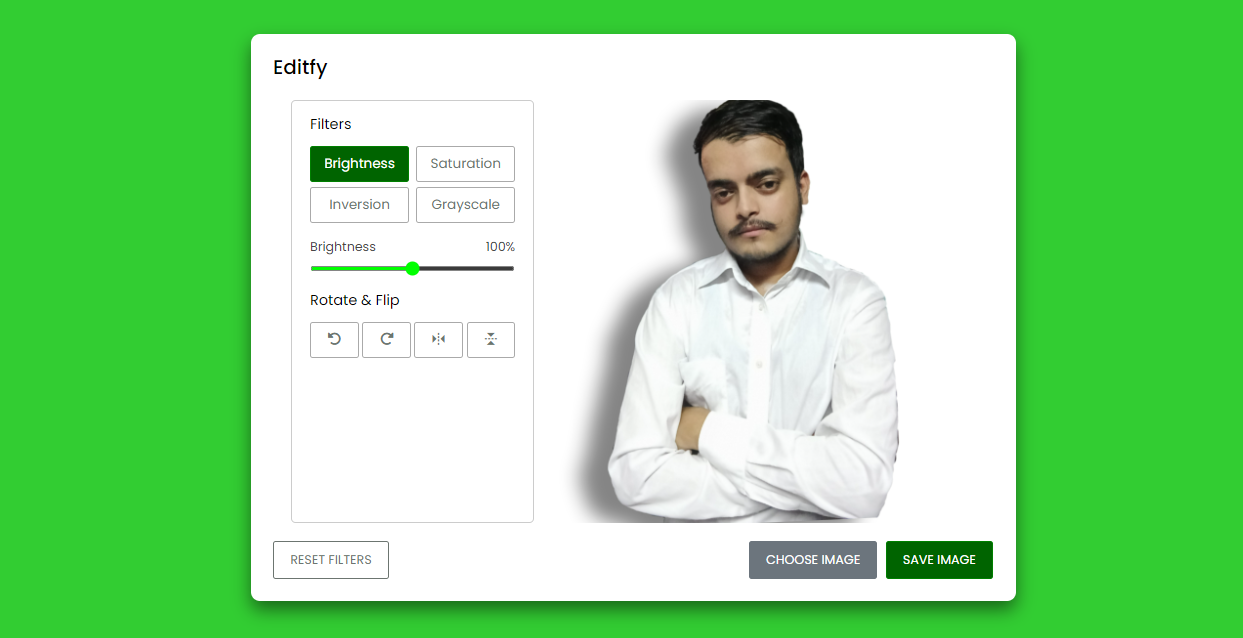 Editfy
Filters
Brightness
Saturation
Inversion
Grayscale
Brightness 100%
Rotate & Flip
RESET FILTERS
CHOOSE IMAGE
SAVE IMAGE